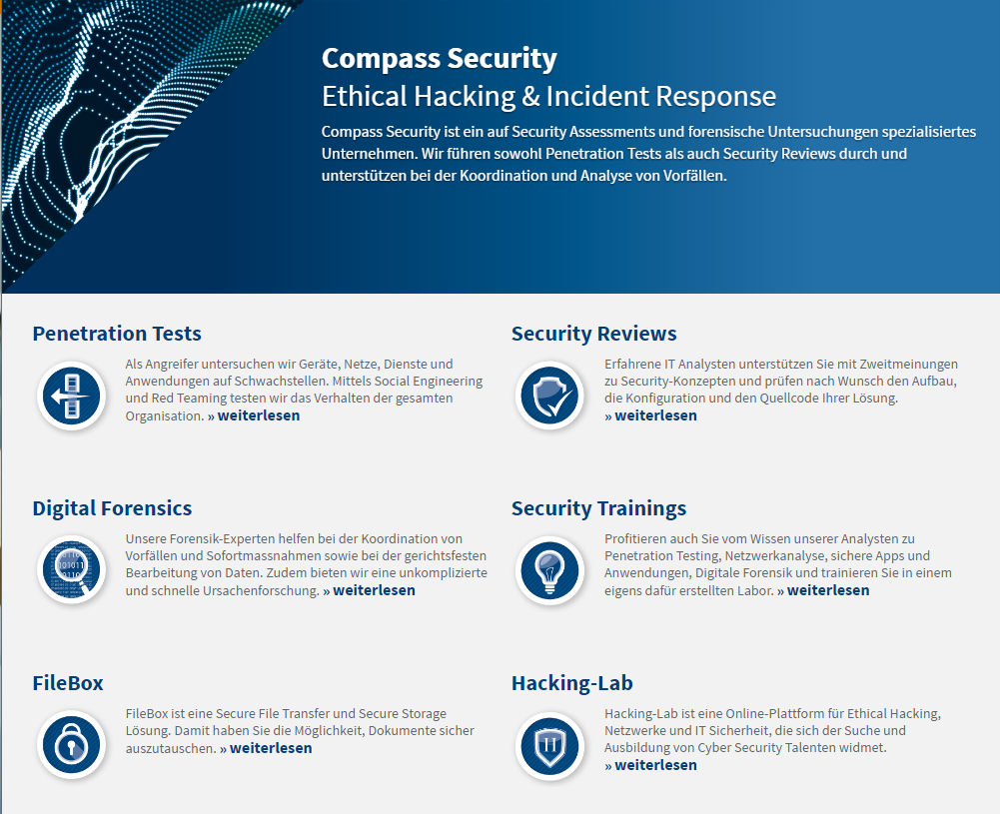 Compass Security
Ethical Hacking & Incident Response
Compass Security ist ein auf Security Assessments und forensische Untersuchungen spezialisiertes
Unternehmen. Wir führen sowohl Penetration Tests als auch Security Reviews durch und
unterstützen bei der Koordination und Analyse von Vorfällen.
Penetration Tests
Als Angreifer untersuchen wir Geräte, Netze, Dienste und
Anwendungen auf Schwachstellen. Mittels Social Engineering
und Red Teaming testen wir das Verhalten der gesamten
Organisation. » weiterlesen
Security Reviews
Erfahrene IT Analysten unterstützen Sie mit Zweitmeinungen
zu Security-Konzepten und prüfen nach Wunsch den Aufbau,
die Konfiguration und den Quellcode Ihrer Lösung.
» weiterlesen
Digital Forensics
Unsere Forensik-Experten helfen bei der Koordination von
Vorfällen und Sofortmassnahmen sowie bei der gerichtsfesten
Bearbeitung von Daten. Zudem bieten wir eine unkomplizierte
und schnelle Ursachenforschung. » weiterlesen
Security Trainings
Profitieren auch Sie vom Wissen unserer Analysten zu
Penetration Testing, Netzwerkanalyse, sichere Apps und
Anwendungen, Digitale Forensik und trainieren Sie in einem
eigens dafür erstellten Labor. » weiterlesen
FileBox
FileBox ist eine Secure File Transfer und Secure Storage
Lösung. Damit haben Sie die Möglichkeit, Dokumente sicher
auszutauschen. » weiterlesen
Hacking-Lab
H
Hacking-Lab ist eine Online-Plattform für Ethical Hacking,
Netzwerke und IT Sicherheit, die sich der Suche und
Ausbildung von Cyber Security Talenten widmet.
» weiterlesen